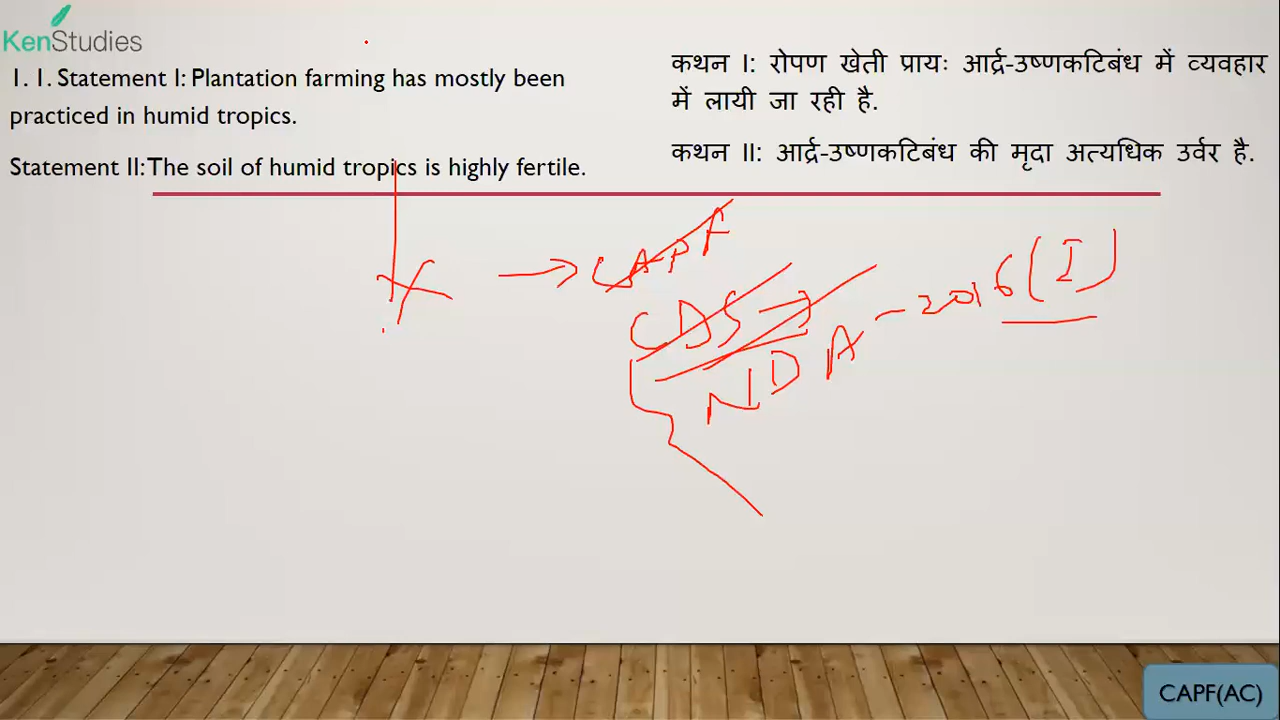 KenStudies
1. 1. Statement I: Plantation farming has mostly been
practiced in humid tropics.
Statement II: The soil of humid tropics is highly fertile.
कथन I: रोपण खेती प्रायः आर्द्र-उष्णकटिबंध में व्यवहार
में लायी जा रही है.
कथन II: आर्द्र-उष्णकटिबंध की मृदा अत्यधिक उर्वर है.
CAPF
CDS
NDA - 2016 (I)
CAPF(AC)